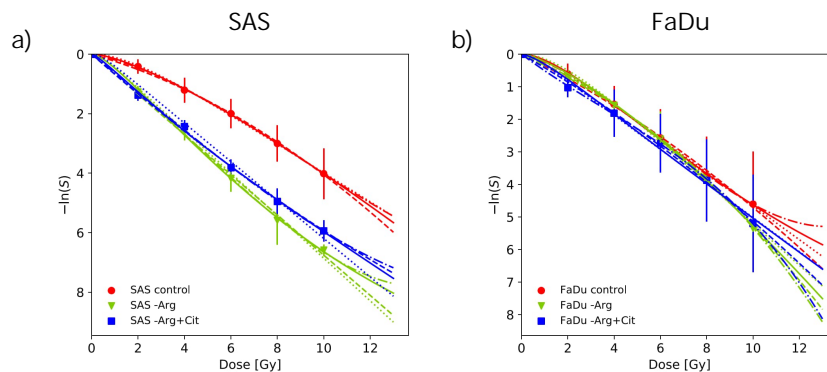 SAS
a)
0
2
4
6
8
−ln(S)
SAS control
SAS -Arg
SAS -Arg+Cit
0 2 4 6 8 10 12
Dose [Gy]
FaDu
b)
0
1
2
3
4
5
6
7
8
−ln(S)
FaDu control
FaDu -Arg
FaDu -Arg+Cit
0 2 4 6 8 10 12
Dose [Gy]